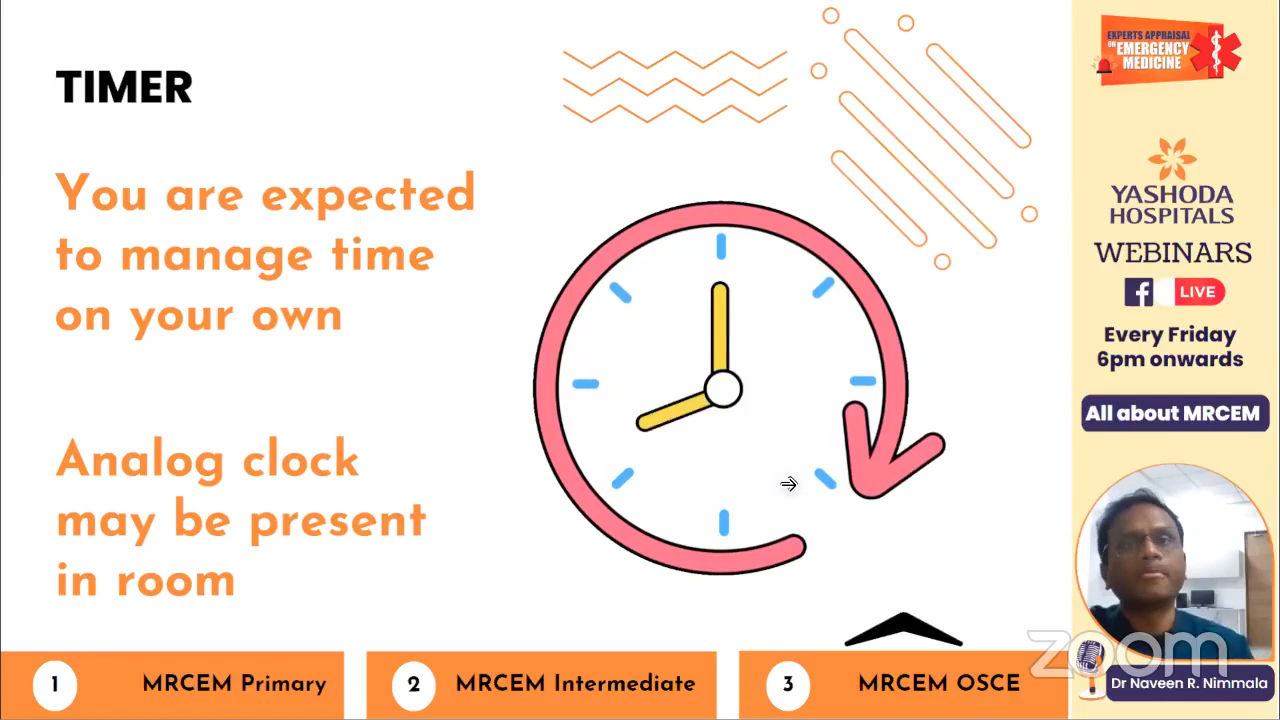 TIMER
You are expected
to manage time
on your own
Analog clock
may be present
in room
1 MRCEM Primary
2 MRCEM Intermediate
3 MRCEM OSCE
EXPERTS APPRAISAL
ON EMERGENCY
MEDICINE
YASHODA
HOSPITALS
WEBINARS
LIVE
Every Friday
6pm onwards
All about MRCEM
zoom
Dr Naveen R. Nimmala